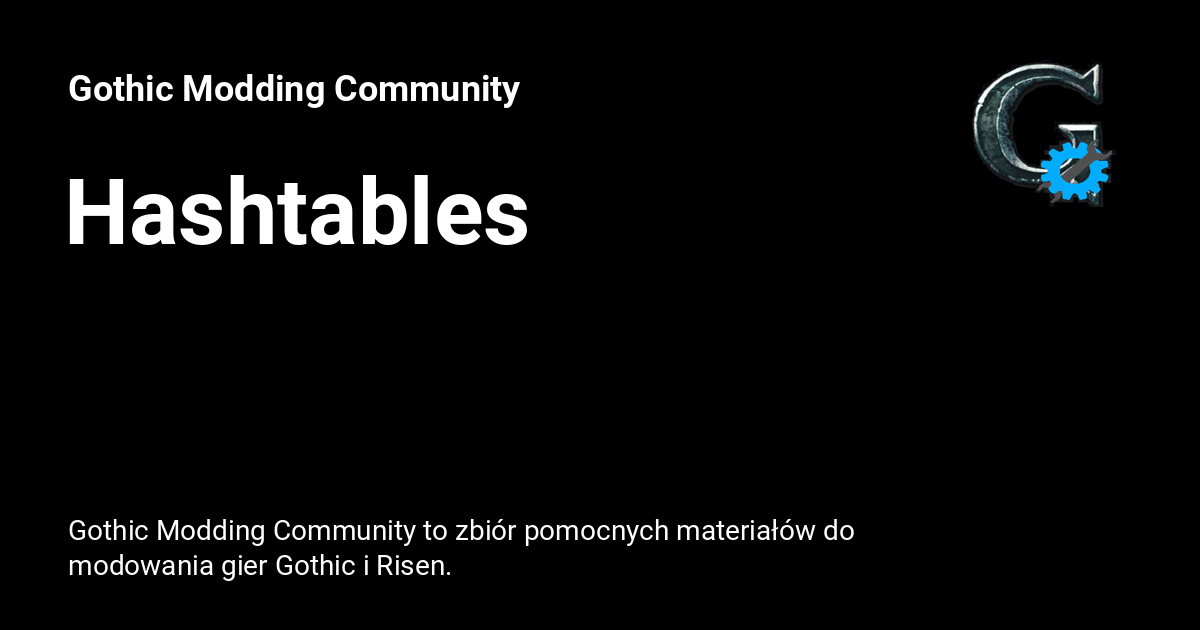 Gothic Modding Community
Hashtables
Gothic Modding Community to zbiór pomocnych materiałów do
modowania gier Gothic i Risen.